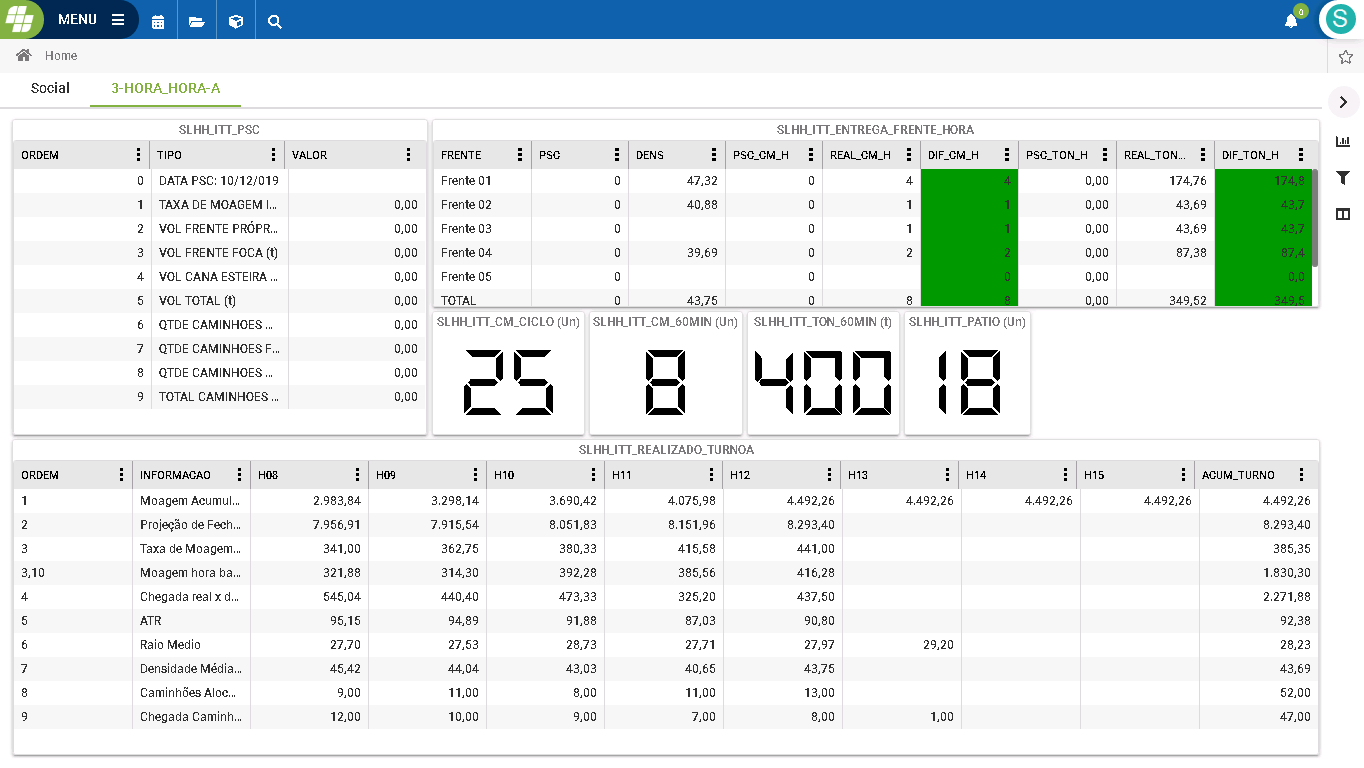 MENU
0
S
Home
Social 3-HORA_HORA-A
SLHH_ITT_PSC
ORDEM TIPO VALOR
0 DATA PSC: 10/12/019
1 TAXA DE MOAGEM I... 0,00
2 VOL FRENTE PRÓPR... 0,00
3 VOL FRENTE FOCA (t) 0,00
4 VOL CANA ESTEIRA ... 0,00
5 VOL TOTAL (t) 0,00
6 QTDE CAMINHOES ... 0,00
7 QTDE CAMINHOES F... 0,00
8 QTDE CAMINHOES ... 0,00
9 TOTAL CAMINHOES ... 0,00
SLHH_ITT_ENTREGA_FRENTE_HORA
FRENTE PSC DENS PSC_CM_H REAL_CM_H DIF_CM_H PSC_TON_H REAL_TON... DIF_TON_H
Frente 01 0 47,32 0 4 4 0,00 174,76 174,8
Frente 02 0 40,88 0 1 1 0,00 43,69 43,7
Frente 03 0 0 1 1 0,00 43,69 43,7
Frente 04 0 39,69 0 2 2 0,00 87,38 87,4
Frente 05 0 0 0 0,00 0,0
TOTAL 0 43,75 0 8 8 0,00 349,52 349,5
SLHH_ITT_CM_CICLO (Un) SLHH_ITT_CM_60MIN (Un) SLHH_ITT_TON_60MIN (t) SLHH_ITT_PATIO (Un)
25 8 400 18
SLHH_ITT_REALIZADO_TURNOA
ORDEM INFORMACAO H08 H09 H10 H11 H12 H13 H14 H15 ACUM_TURNO
1 Moagem Acumul... 2.983,84 3.298,14 3.690,42 4.075,98 4.492,26 4.492,26 4.492,26 4.492,26 4.492,26
2 Projeção de Fech... 7.956,91 7.915,54 8.051,83 8.151,96 8.293,40 8.293,40
3 Taxa de Moagem... 341,00 362,75 380,33 415,58 441,00 385,35
3,10 Moagem hora ba... 321,88 314,30 392,28 385,56 416,28 1.830,30
4 Chegada real x d... 545,04 440,40 473,33 325,20 437,50 2.271,88
5 ATR 95,15 94,89 91,88 87,03 90,80 92,38
6 Raio Medio 27,70 27,53 28,73 27,71 27,97 29,20 28,23
7 Densidade Média... 45,42 44,04 43,03 40,65 43,75 43,69
8 Caminhões Aloc... 9,00 11,00 8,00 11,00 13,00 52,00
9 Chegada Caminh... 12,00 10,00 9,00 7,00 8,00 1,00 47,00